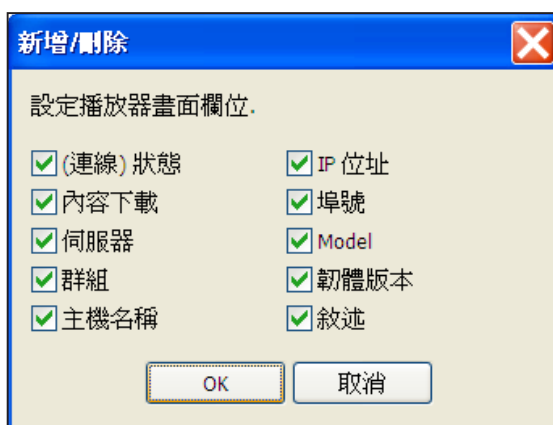 新增/刪除
設定播放器畫面欄位.
(連線) 狀態
IP 位址
內容下載
埠號
伺服器
Model
群組
韌體版本
主機名稱
敘述
OK
取消